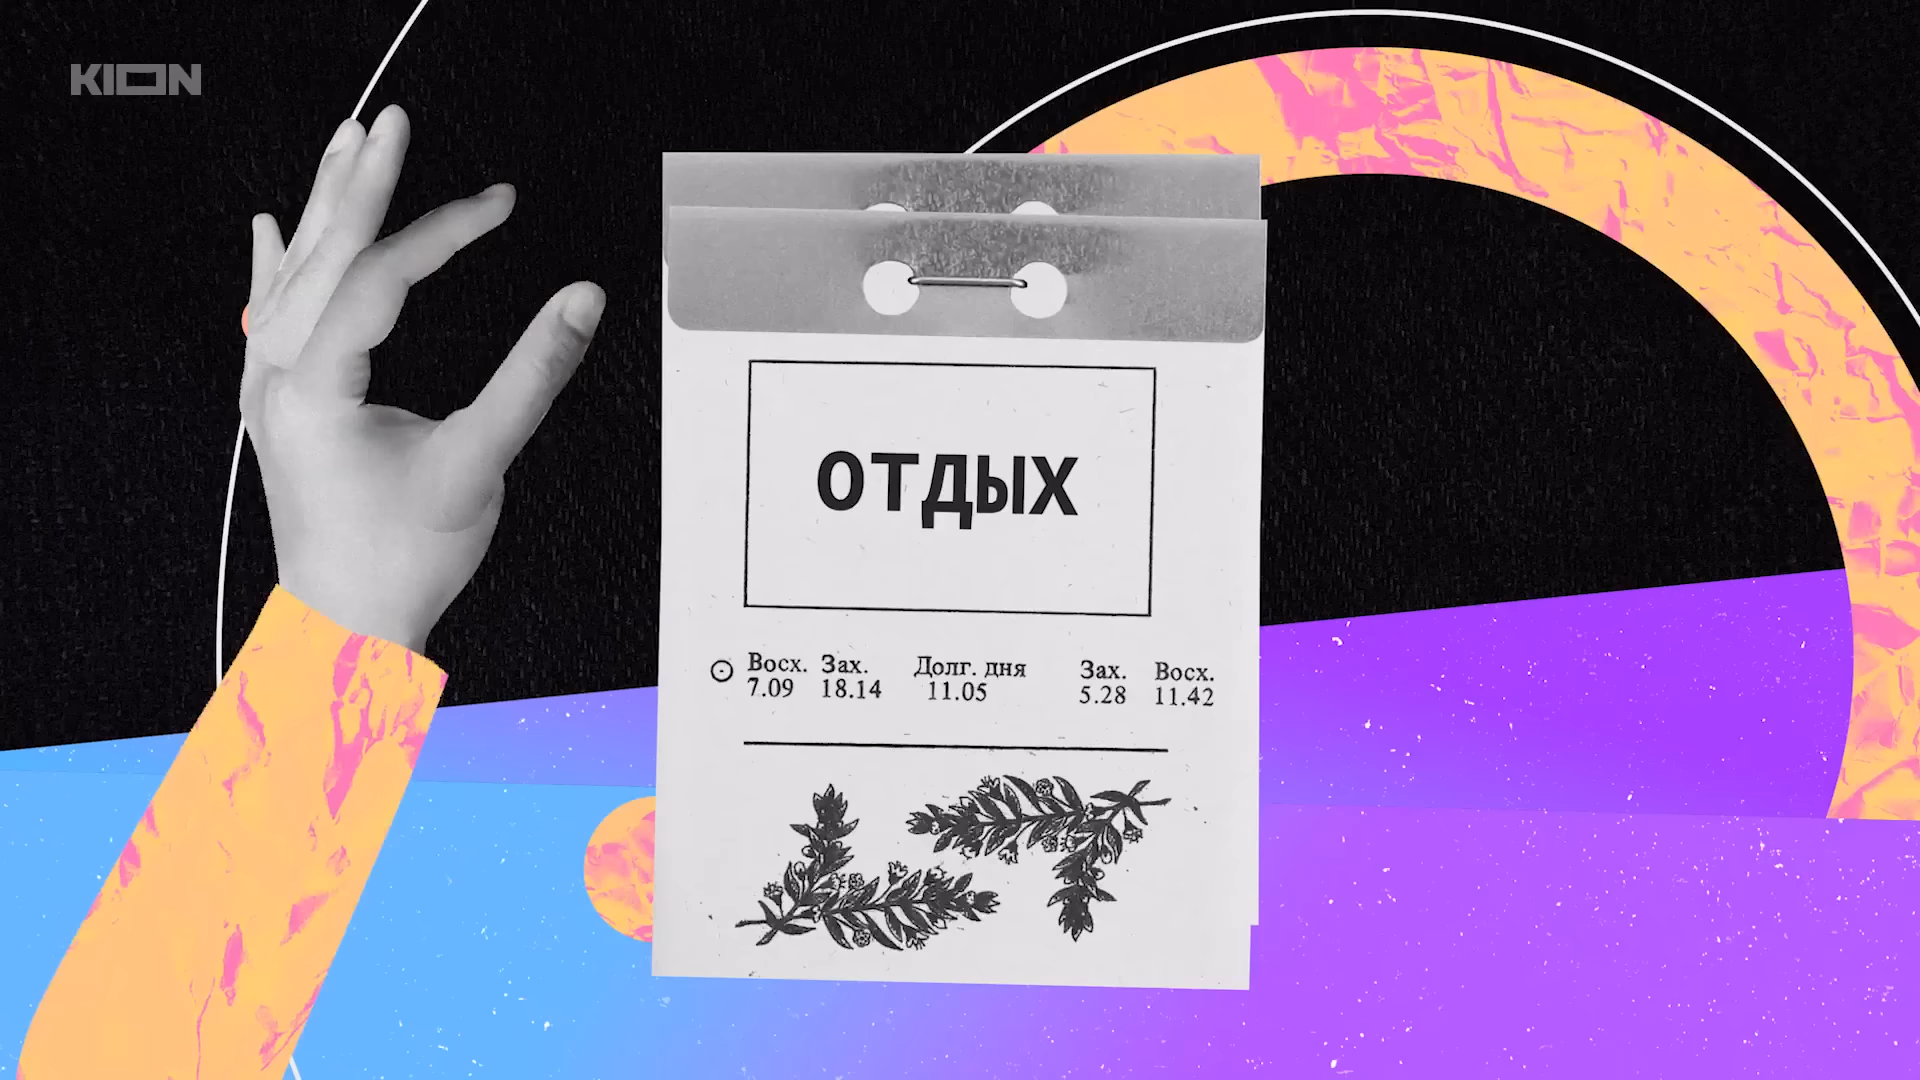 KION
ОТДЫХ
Восх. Зах. Долг. дня Зах. Восх.
7.09 18.14 11.05 5.28 11.42